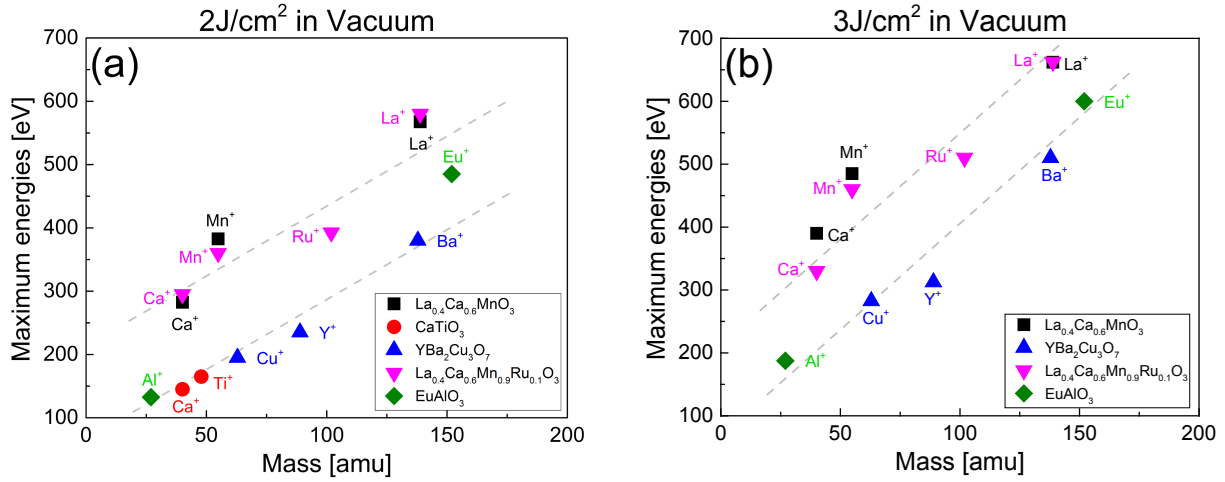 2J/cm² in Vacuum
(a)
Maximum energies [eV]
700
600
500
400
300
200
100
La⁺
La⁺
Eu⁺
Mn⁺
Mn⁺
Ru⁺
Ba⁺
Ca⁺
Ca⁺
Y⁺
Cu⁺
Al⁺
Ti⁺
Ca⁺
La₀.₄Ca₀.₆MnO₃
CaTiO₃
YBa₂Cu₃O₇
La₀.₄Ca₀.₆Mn₀.₉Ru₀.₁O₃
EuAlO₃
0 50 100 150 200
Mass [amu]
3J/cm² in Vacuum
(b)
Maximum energies [eV]
700
600
500
400
300
200
100
La⁺ La⁺
Eu⁺
Mn⁺
Mn⁺
Ru⁺
Ba⁺
Ca⁺
Ca⁺
Y⁺
Cu⁺
Al⁺
La₀.₄Ca₀.₆MnO₃
YBa₂Cu₃O₇
La₀.₄Ca₀.₆Mn₀.₉Ru₀.₁O₃
EuAlO₃
0 50 100 150 200
Mass [amu]